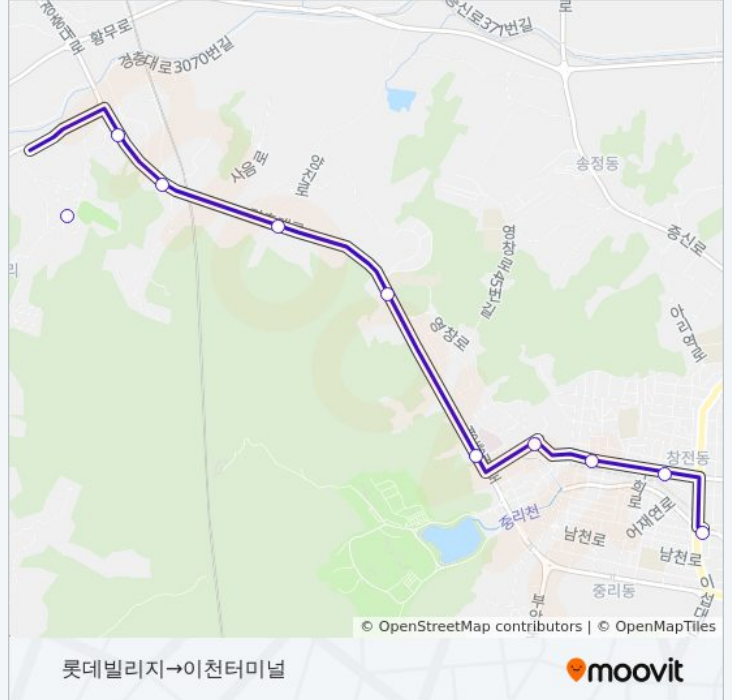 황무로
경충대로3070번길
중신로371번길
로
송정동
사음로
양진로
영창로45번길
중신로
아리랑로
영창로
리
창전동
어재연로
중리천
남천로
남천로
중리동
© OpenStreetMap contributors | © OpenMapTiles
롯데빌리지→이천터미널
moovit